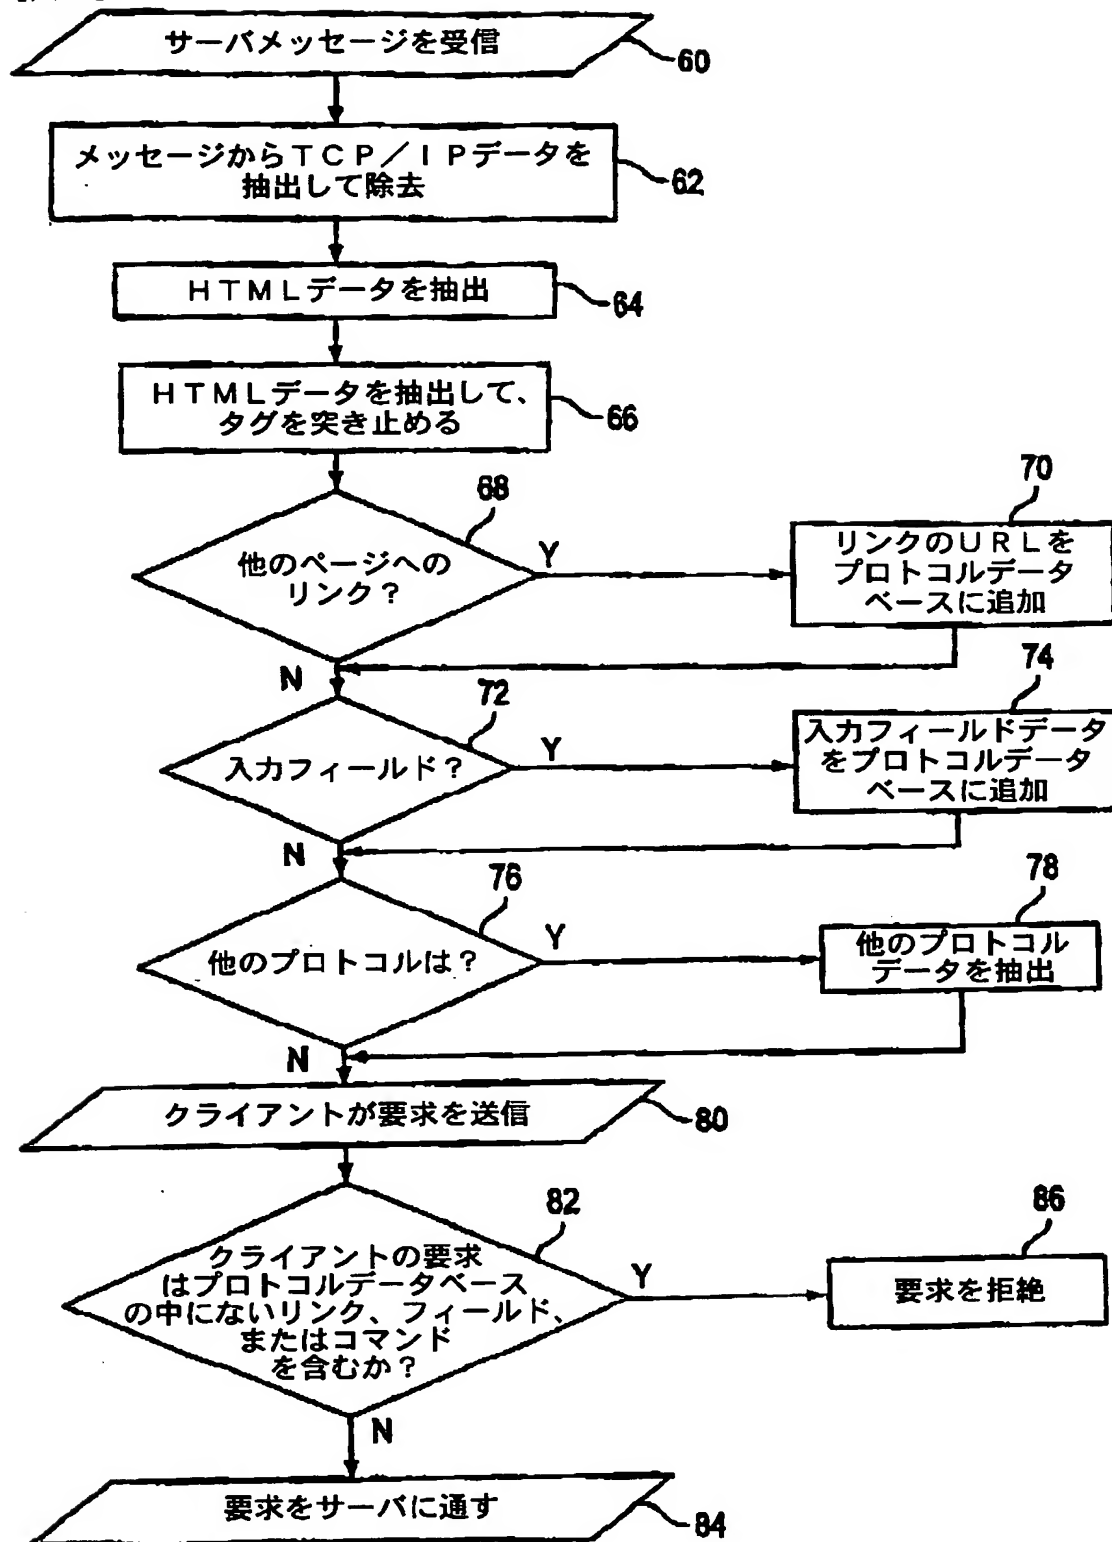 サーバメッセージを受信
60
メッセージからTCP/IPデータを
抽出して除去
62
HTMLデータを抽出
64
HTMLデータを抽出して、
タグを突き止める
66
68
他のページへの
リンク?
Y
N
70
リンクのURLを
プロトコルデータ
ベースに追加
72
入力フィールド?
Y
N
74
入力フィールドデータ
をプロトコルデータ
ベースに追加
76
他のプロトコルは?
Y
N
78
他のプロトコル
データを抽出
クライアントが要求を送信
80
82
クライアントの要求
はプロトコルデータベース
の中にないリンク、フィールド、
またはコマンド
を含むか?
Y
N
86
要求を拒絶
要求をサーバに通す
84